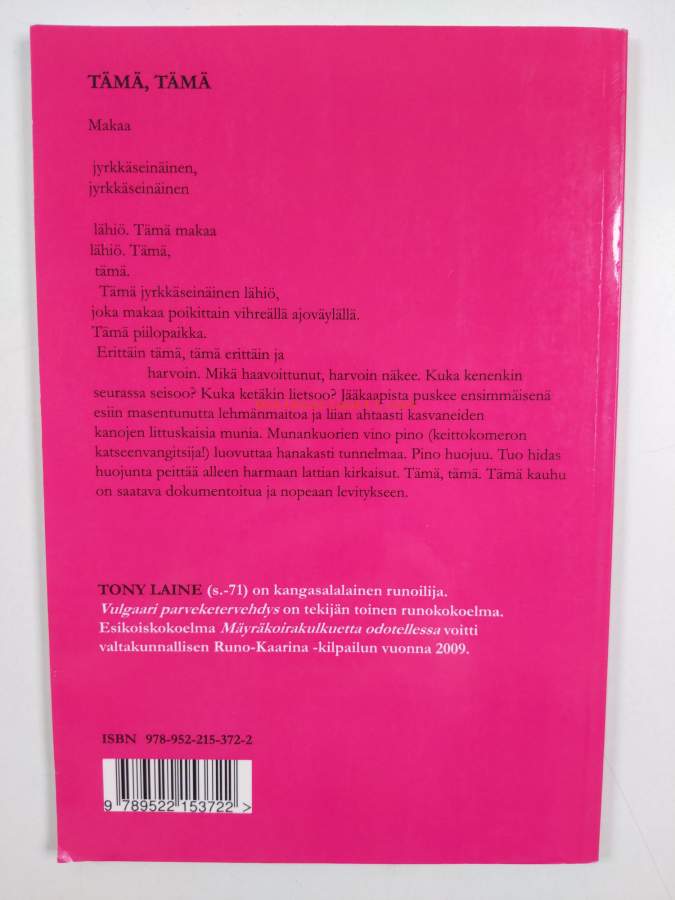 TÄMÄ, TÄMÄ
Makaa
jyrkkäseinäinen,
jyrkkäseinäinen
lähiö. Tämä makaa
lähiö. Tämä,
tämä.
Tämä jyrkkäseinäinen lähiö,
joka makaa poikittain vihreällä ajoväylällä.
Tämä piilopaikka.
Erittäin tämä, tämä erittäin ja
harvoin. Mikä haavoittunut, harvoin näkee. Kuka kenenkin
seurassa seisoo? Kuka ketäkin lietsoo? Jääkaapista puskee ensimmäisenä
esiin masentunutta lehmänmaitoa ja liian ahtaasti kasvaneiden
kanojen littuskaisia munia. Munankuorien vino pino (keittokomeron
katseenvangitsija!) luovuttaa hanakasti tunnelmaa. Pino huojuu. Tuo hidas
huojunta peittää alleen harmaan lattian kirkaisut. Tämä, tämä. Tämä kauhu
on saatava dokumentoitua ja nopeaan levitykseen.
TONY LAINE (s.-71) on kangasalalainen runoilija.
Vulgaari parveketervehdys on tekijän toinen runokokoelma.
Esikoiskokoelma Mäyräkoirakulkuetta odotellessa voitti
valtakunnallisen Runo-Kaarina -kilpailun vuonna 2009.
ISBN 978-952-215-372-2
9 789522 153722 >